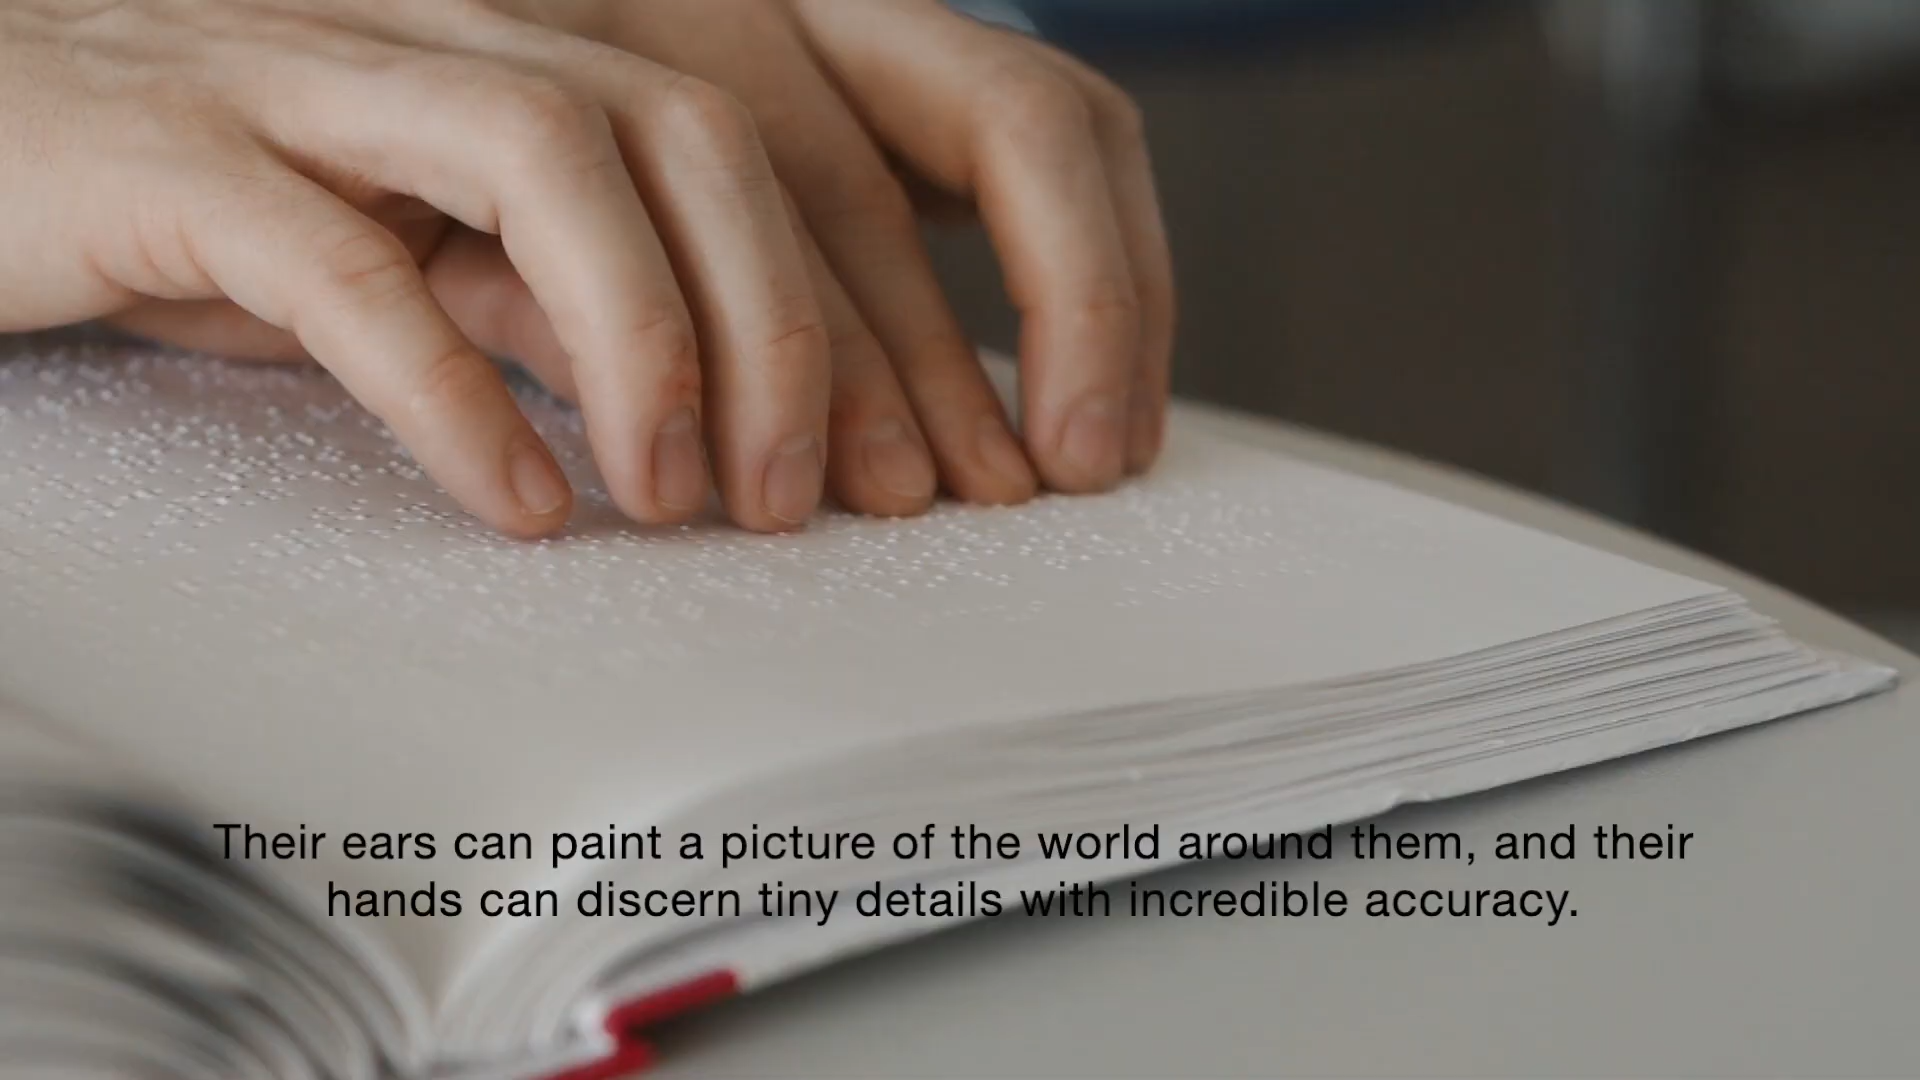 Their ears can paint a picture of the world around them, and their
hands can discern tiny details with incredible accuracy.